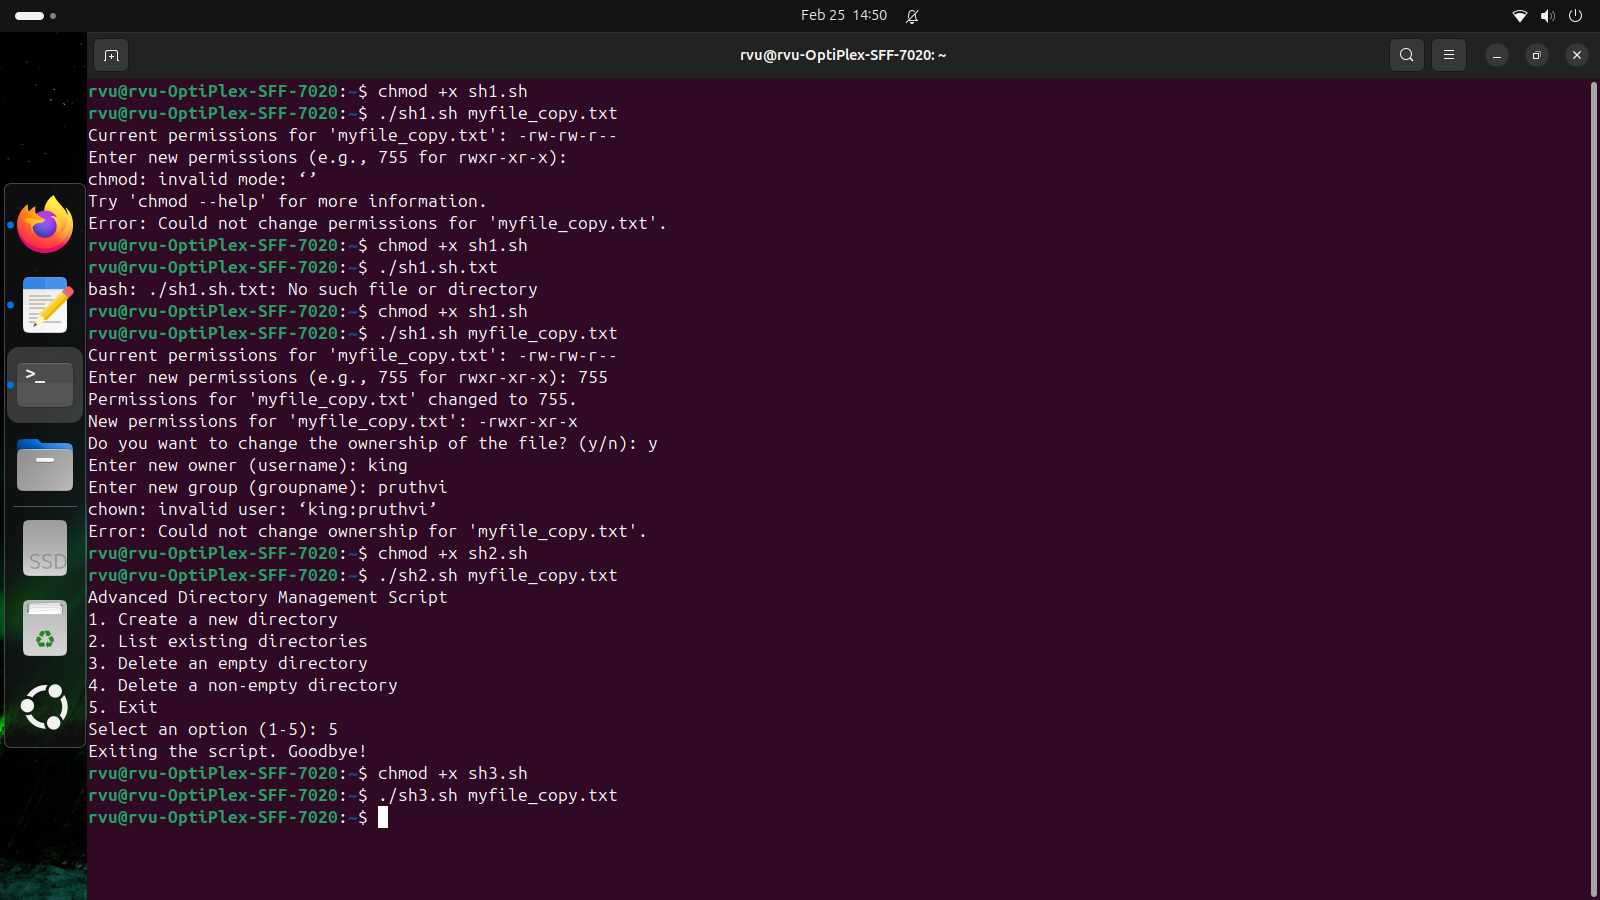 Feb 25 14:50
rvu@rvu-OptiPlex-SFF-7020: ~
rvu@rvu-OptiPlex-SFF-7020:~$ chmod +x sh1.sh
rvu@rvu-OptiPlex-SFF-7020:~$ ./sh1.sh myfile_copy.txt
Current permissions for 'myfile_copy.txt': -rw-rw-r--
Enter new permissions (e.g., 755 for rwxr-xr-x):
chmod: invalid mode: ‘’
Try 'chmod --help' for more information.
Error: Could not change permissions for 'myfile_copy.txt'.
rvu@rvu-OptiPlex-SFF-7020:~$ chmod +x sh1.sh
rvu@rvu-OptiPlex-SFF-7020:~$ ./sh1.sh.txt
bash: ./sh1.sh.txt: No such file or directory
rvu@rvu-OptiPlex-SFF-7020:~$ chmod +x sh1.sh
rvu@rvu-OptiPlex-SFF-7020:~$ ./sh1.sh myfile_copy.txt
Current permissions for 'myfile_copy.txt': -rw-rw-r--
Enter new permissions (e.g., 755 for rwxr-xr-x): 755
Permissions for 'myfile_copy.txt' changed to 755.
New permissions for 'myfile_copy.txt': -rwxr-xr-x
Do you want to change the ownership of the file? (y/n): y
Enter new owner (username): king
Enter new group (groupname): pruthvi
chown: invalid user: ‘king:pruthvi’
Error: Could not change ownership for 'myfile_copy.txt'.
rvu@rvu-OptiPlex-SFF-7020:~$ chmod +x sh2.sh
rvu@rvu-OptiPlex-SFF-7020:~$ ./sh2.sh myfile_copy.txt
Advanced Directory Management Script
1. Create a new directory
2. List existing directories
3. Delete an empty directory
4. Delete a non-empty directory
5. Exit
Select an option (1-5): 5
Exiting the script. Goodbye!
rvu@rvu-OptiPlex-SFF-7020:~$ chmod +x sh3.sh
rvu@rvu-OptiPlex-SFF-7020:~$ ./sh3.sh myfile_copy.txt
rvu@rvu-OptiPlex-SFF-7020:~$
>_
SSD